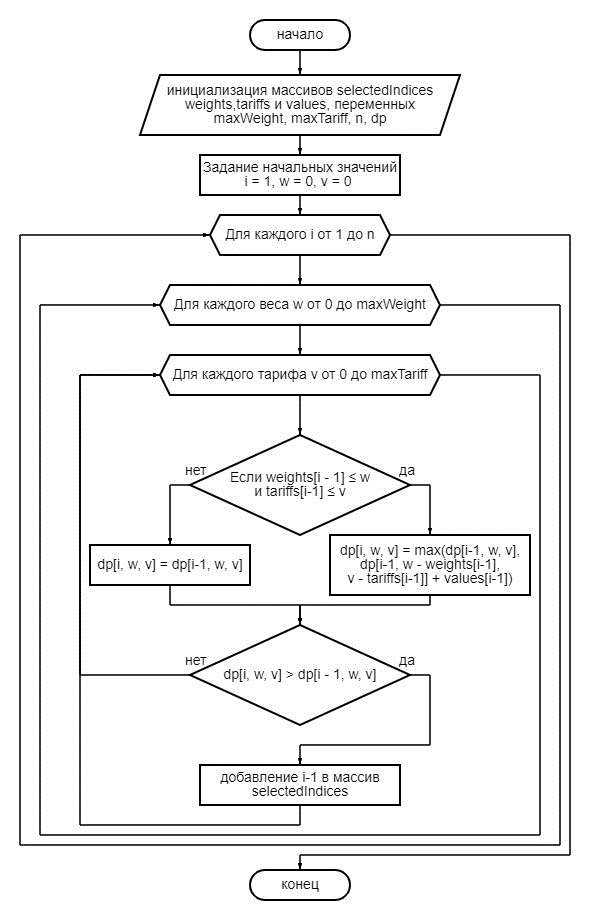 начало
инициализация массивов selectedIndices
weights,tariffs и values, переменных
maxWeight, maxTariff, n, dp
Задание начальных значений
i = 1, w = 0, v = 0
Для каждого i от 1 до n
Для каждого веса w от 0 до maxWeight
Для каждого тарифа v от 0 до maxTariff
нет
Если weights[i - 1] ≤ w
и tariffs[i-1] ≤ v
да
dp[i, w, v] = dp[i-1, w, v]
dp[i, w, v] = max(dp[i-1, w, v],
dp[i-1, w - weights[i-1],
v - tariffs[i-1]] + values[i-1])
нет
dp[i, w, v] > dp[i - 1, w, v]
да
добавление i-1 в массив
selectedIndices
конец